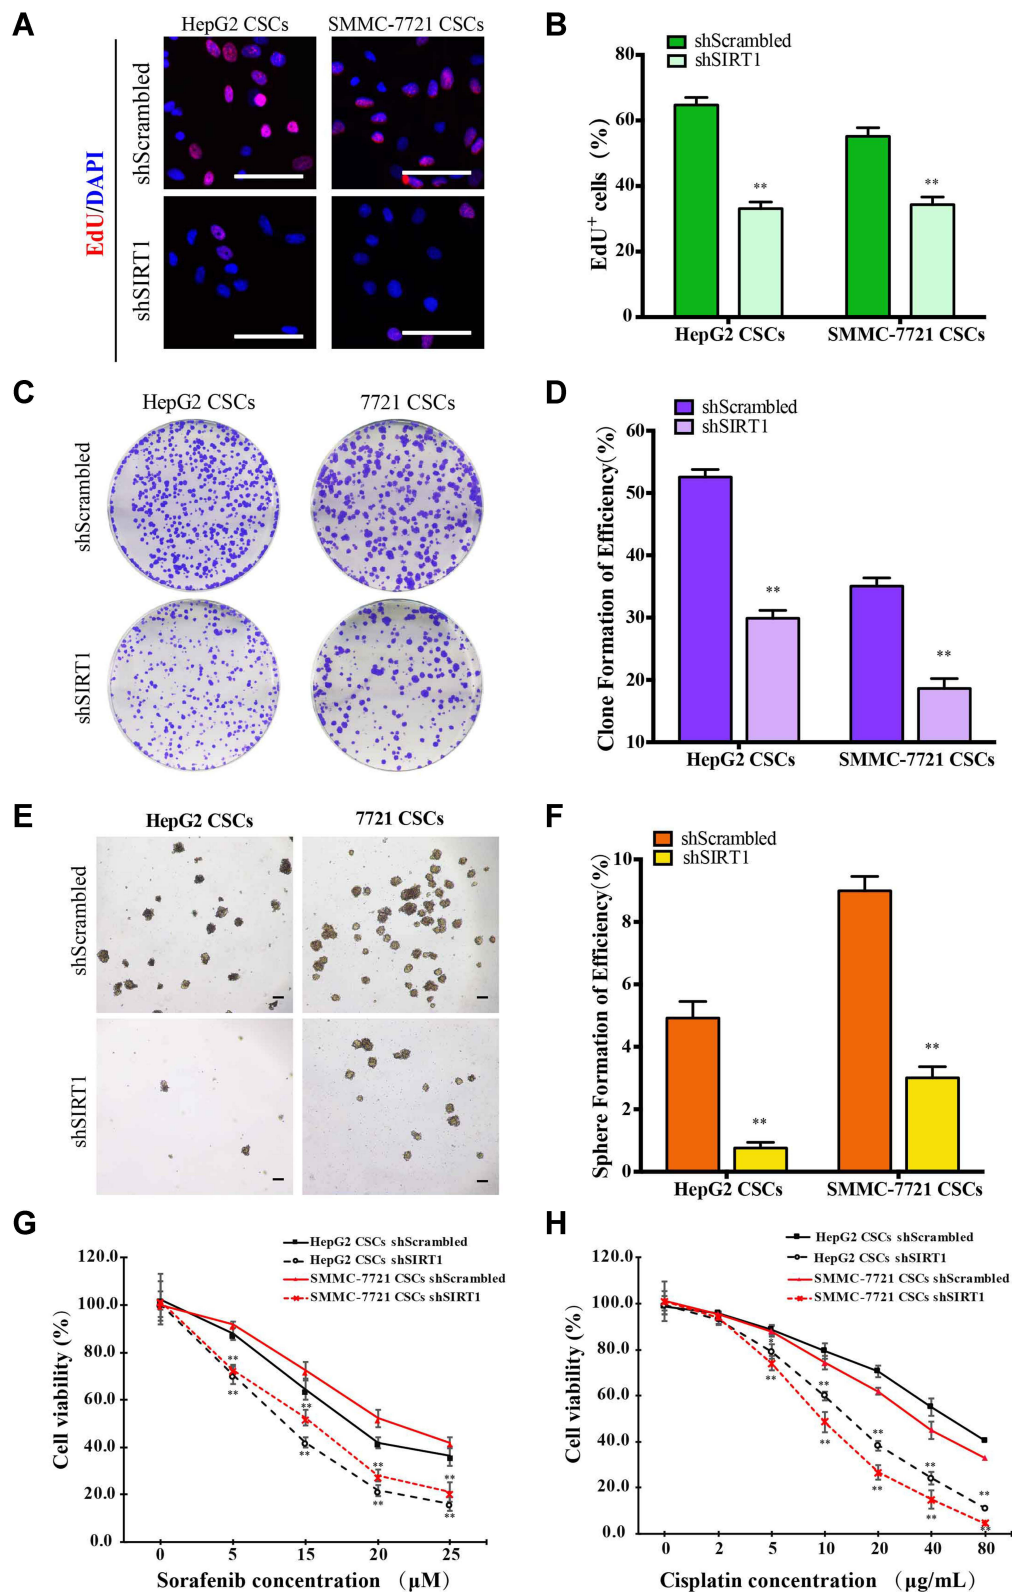 A
HepG2 CSCs
SMMC-7721 CSCs
EdU/DAPI
shScrambled
shSIRT1
B
shScrambled
shSIRT1
EdU+ cells (%)
80
60
40
20
0
**
**
HepG2 CSCs
SMMC-7721 CSCs
C
HepG2 CSCs
7721 CSCs
shScrambled
shSIRT1
D
shScrambled
shSIRT1
Clone Formation of Efficiency(%)
60
50
40
30
20
10
**
**
HepG2 CSCs
SMMC-7721 CSCs
E
HepG2 CSCs
7721 CSCs
shScrambled
shSIRT1
F
shScrambled
shSIRT1
Sphere Formation of Efficiency(%)
10
8
6
4
2
0
**
**
HepG2 CSCs
SMMC-7721 CSCs
G
HepG2 CSCs shScrambled
HepG2 CSCs shSIRT1
SMMC-7721 CSCs shScrambled
SMMC-7721 CSCs shSIRT1
Cell viability (%)
120.0
100.0
80.0
60.0
40.0
20.0
0.0
**
**
**
**
**
**
**
**
0 5 15 20 25
Sorafenib concentration (μM)
H
HepG2 CSCs shScrambled
HepG2 CSCs shSIRT1
SMMC-7721 CSCs shScrambled
SMMC-7721 CSCs shSIRT1
Cell viability (%)
120.0
100.0
80.0
60.0
40.0
20.0
0.0
*
**
**
**
**
**
**
**
**
**
0 2 5 10 20 40 80
Cisplatin concentration (μg/mL)